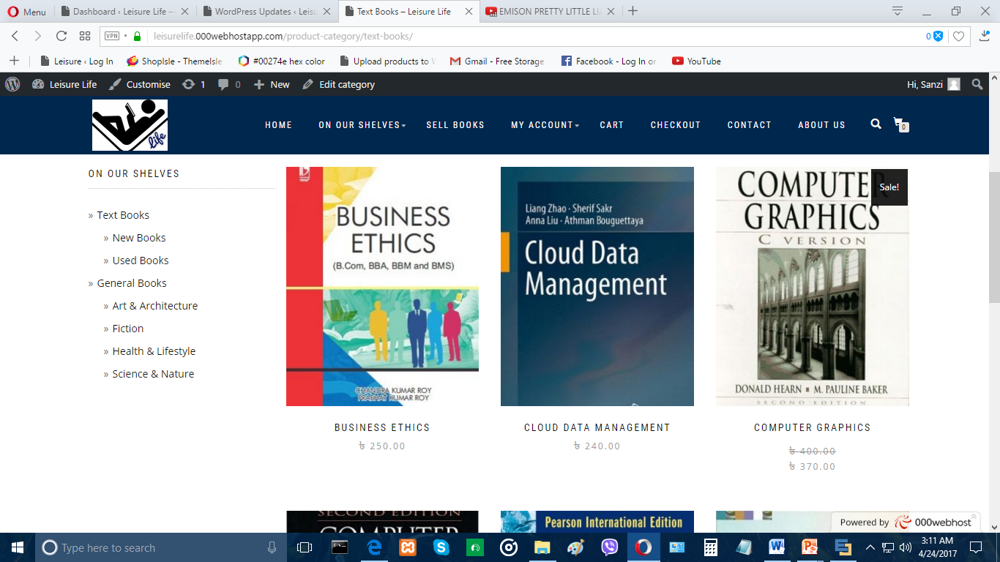 Menu
Dashboard ‹ Leisure Life —
WordPress Updates ‹ Leisu
Text Books – Leisure Life
EMISON PRETTY LITTLE LI
VPN
leisurelife.000webhostapp.com/product-category/text-books/
0
Leisure ‹ Log In
ShopIsle - ThemeIsle
#00274e hex color
Upload products to
Gmail - Free Storage
Facebook - Log In or
YouTube
Leisure Life
Customise
1
0
New
Edit category
Hi, Sanzi
life
HOME
ON OUR SHELVES
SELL BOOKS
MY ACCOUNT
CART
CHECKOUT
CONTACT
ABOUT US
0
ON OUR SHELVES
» Text Books
» New Books
» Used Books
» General Books
» Art & Architecture
» Fiction
» Health & Lifestyle
» Science & Nature
BUSINESS
ETHICS
(B.Com, BBA, BBM and BMS)
CHANDRA KUMAR ROY
PRABHAT KUMAR ROY
BUSINESS ETHICS
৳ 250.00
Liang Zhao · Sherif Sakr
Anna Liu · Athman Bouguettaya
Cloud Data
Management
CLOUD DATA MANAGEMENT
৳ 240.00
Sale!
COMPUTER
GRAPHICS
C VERSION
DONALD HEARN ■ M. PAULINE BAKER
SECOND EDITION
COMPUTER GRAPHICS
৳ 400.00
৳ 370.00
SECOND EDITION
COMPUTER
Pearson International Edition
Powered by 000webhost
Type here to search
3:11 AM
4/24/2017